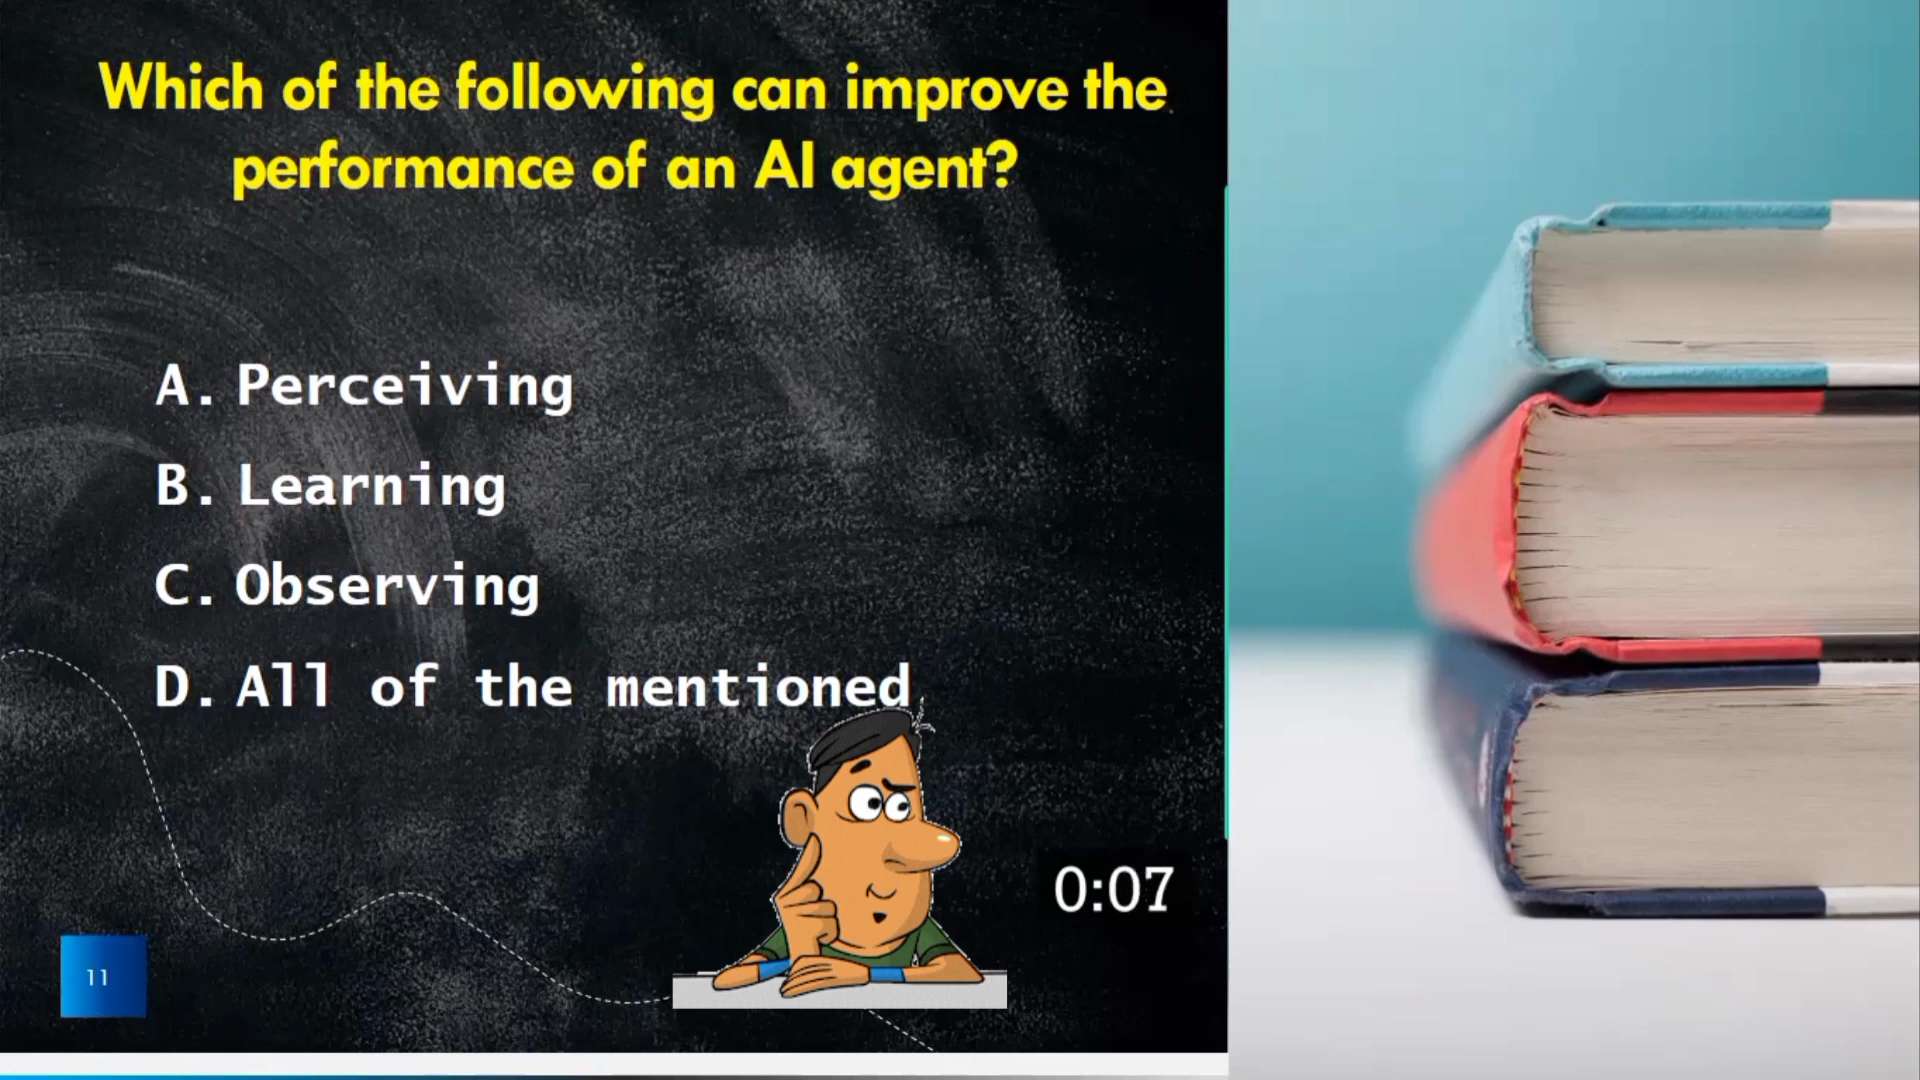 Which of the following can improve the
performance of an AI agent?
A. Perceiving
B. Learning
C. Observing
D. All of the mentioned
0:07
11